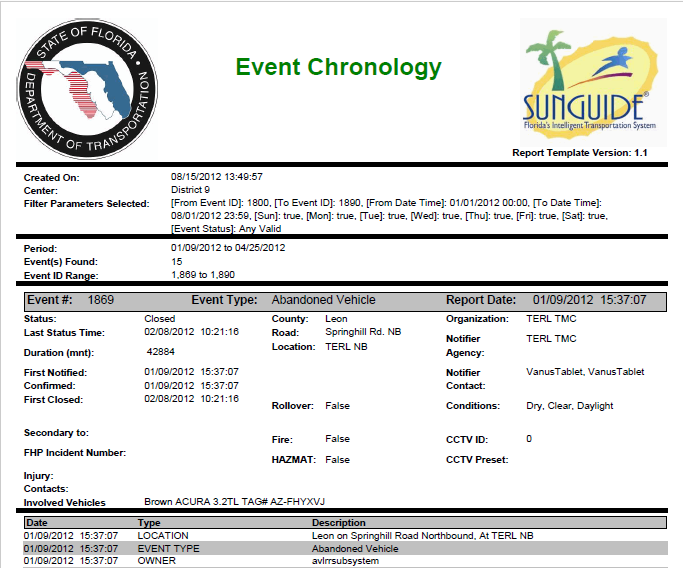 STATE OF FLORIDA
DEPARTMENT OF TRANSPORTATION
Event Chronology
SUNGUIDE®
Florida's Intelligent Transportation System
Report Template Version: 1.1
Created On: 08/15/2012 13:49:57
Center: District 9
Filter Parameters Selected: [From Event ID]: 1800, [To Event ID]: 1890, [From Date Time]: 01/01/2012 00:00, [To Date Time]:
08/01/2012 23:59, [Sun]: true, [Mon]: true, [Tue]: true, [Wed]: true, [Thu]: true, [Fri]: true, [Sat]: true,
[Event Status]: Any Valid
Period: 01/09/2012 to 04/25/2012
Event(s) Found: 15
Event ID Range: 1,869 to 1,890
Event #: 1869 Event Type: Abandoned Vehicle Report Date: 01/09/2012 15:37:07
Status: Closed County: Leon Organization: TERL TMC
Last Status Time: 02/08/2012 10:21:16 Road: Springhill Rd. NB
Notifier Agency: TERL TMC
Location: TERL NB
Duration (mnt): 42884
First Notified: 01/09/2012 15:37:07 Notifier Contact: VanusTablet, VanusTablet
Confirmed: 01/09/2012 15:37:07
First Closed: 02/08/2012 10:21:16
Rollover: False Conditions: Dry, Clear, Daylight
Secondary to:
Fire: False CCTV ID: 0
FHP Incident Number:
HAZMAT: False CCTV Preset:
Injury:
Contacts:
Involved Vehicles Brown ACURA 3.2TL TAG# AZ-FHYXVJ
Date Type Description
01/09/2012 15:37:07 LOCATION Leon on Springhill Road Northbound, At TERL NB
01/09/2012 15:37:07 EVENT TYPE Abandoned Vehicle
01/09/2012 15:37:07 OWNER avlrrsubsystem